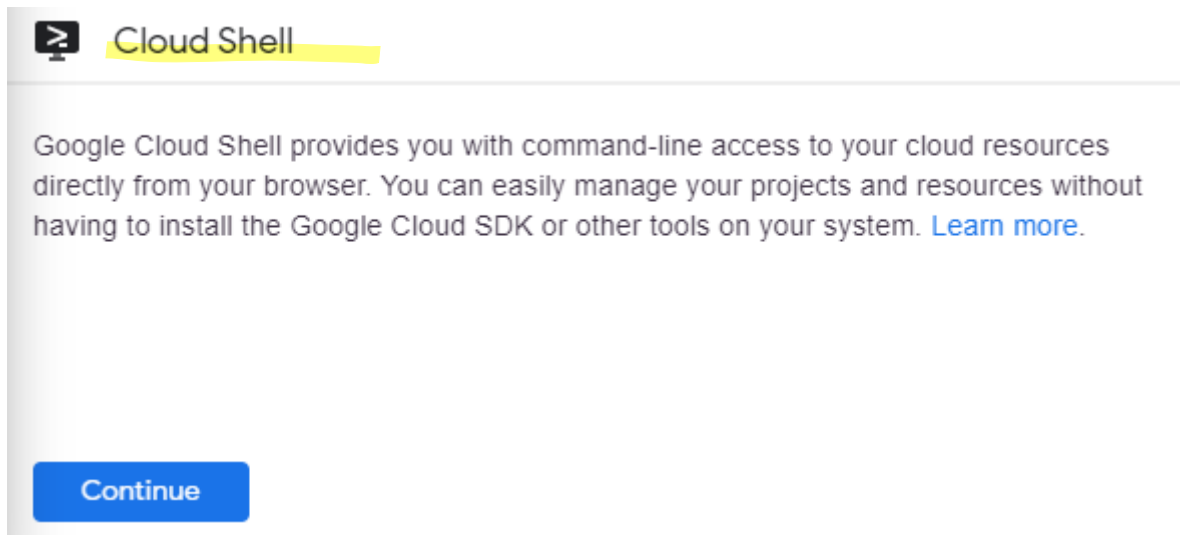 Cloud Shell
Google Cloud Shell provides you with command-line access to your cloud resources
directly from your browser. You can easily manage your projects and resources without
having to install the Google Cloud SDK or other tools on your system. Learn more.
Continue